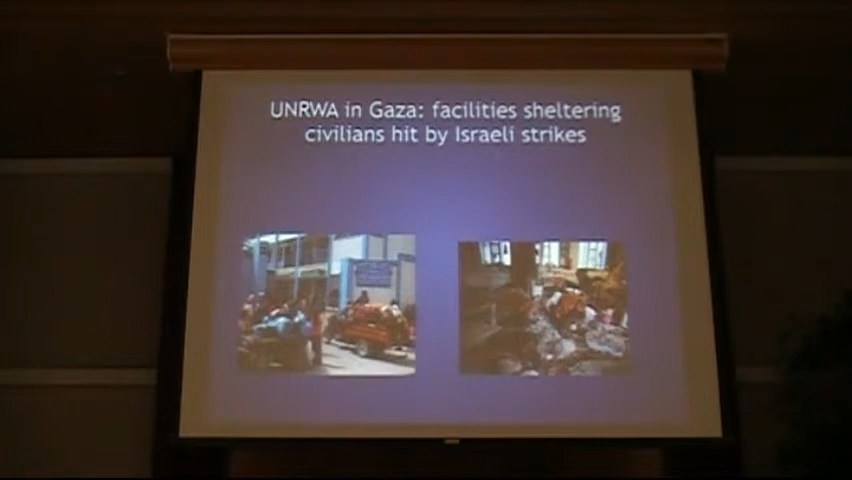 UNRWA in Gaza: facilities sheltering
civilians hit by Israeli strikes